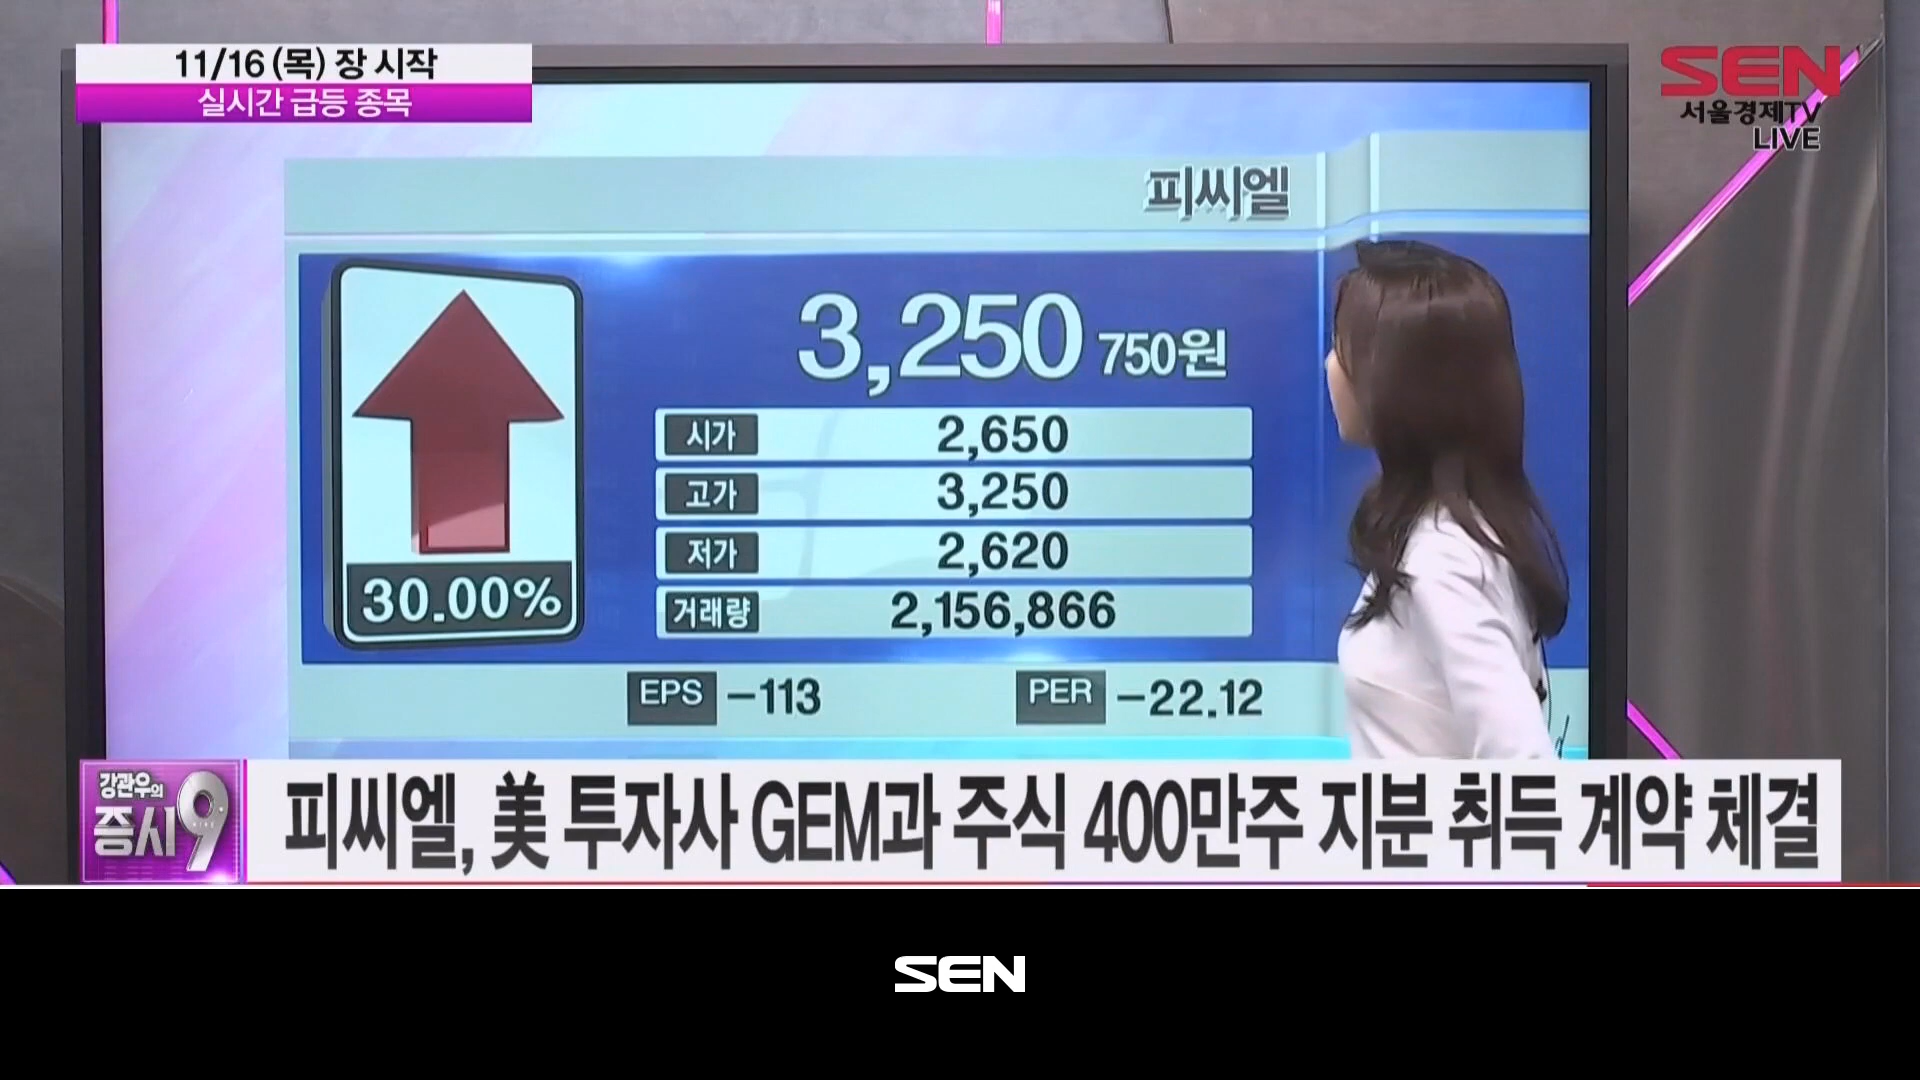 11/16(목) 장 시작
실시간 급등 종목
SEN
서울경제TV
LIVE
피씨엘
3,250 750원
시가 2,650
고가 3,250
저가 2,620
거래량 2,156,866
30.00%
EPS -113
PER -22.12
강관우의
증시9
피씨엘, 美 투자사 GEM과 주식 400만주 지분 취득 계약 체결
SEN